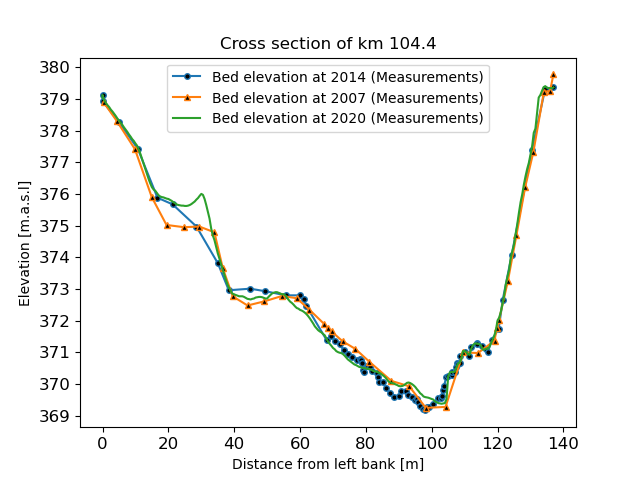 Cross section of km 104.4
Bed elevation at 2014 (Measurements)
Bed elevation at 2007 (Measurements)
Bed elevation at 2020 (Measurements)
380
379
378
377
376
375
374
373
372
371
370
369
Elevation [m.a.s.l]
0 20 40 60 80 100 120 140
Distance from left bank [m]